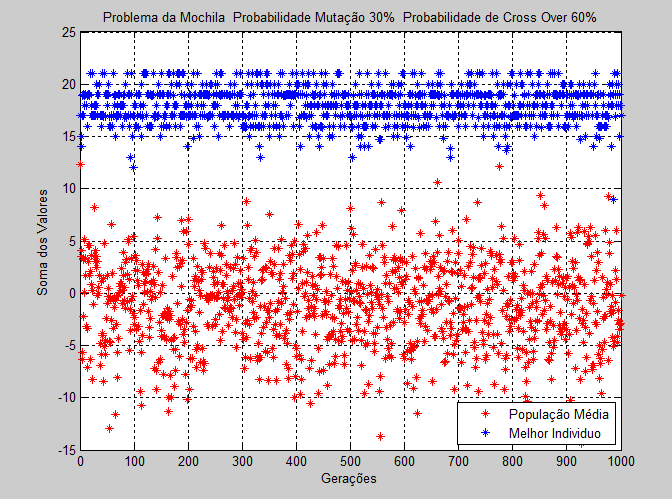 Problema da Mochila Probabilidade Mutação 30% Probabilidade de Cross Over 60%
25
20
15
10
5
0
-5
-10
-15
Soma dos Valores
População Média
Melhor Individuo
0 100 200 300 400 500 600 700 800 900 1000
Gerações